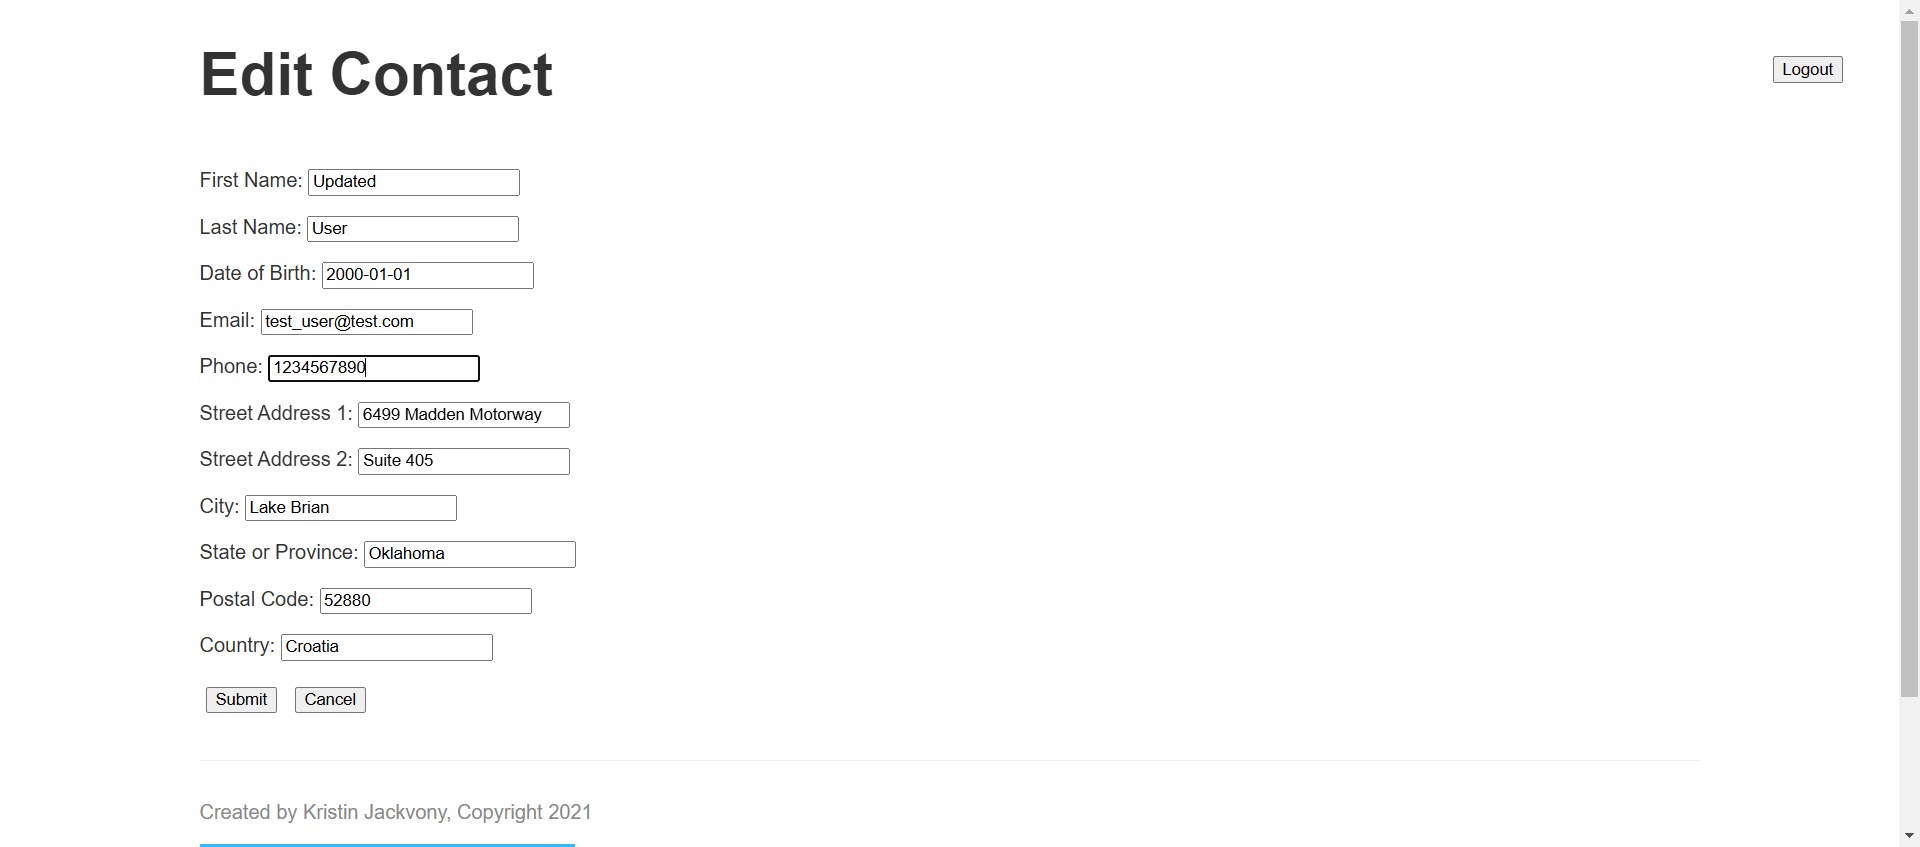 Edit Contact
Logout
First Name: Updated
Last Name: User
Date of Birth: 2000-01-01
Email: test_user@test.com
Phone: 1234567890
Street Address 1: 6499 Madden Motorway
Street Address 2: Suite 405
City: Lake Brian
State or Province: Oklahoma
Postal Code: 52880
Country: Croatia
Submit Cancel
Created by Kristin Jackvony, Copyright 2021